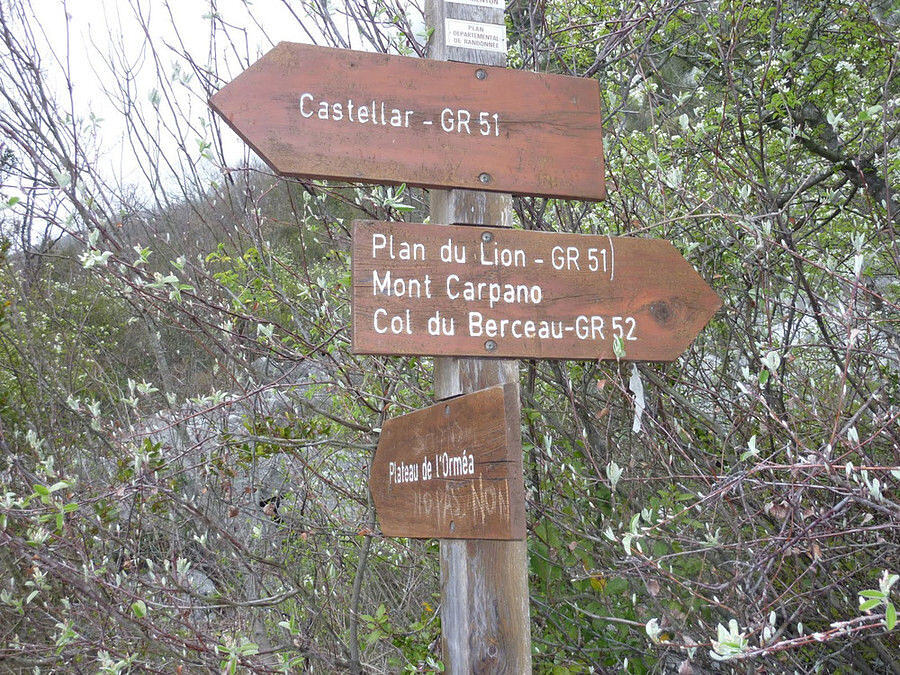 MENTON
PLAN
DEPARTEMENTAL
DE RANDONNEE
Castellar - GR 51
Plan du Lion - GR 51)
Mont Carpano
Col du Berceau-GR 52
Plateau de l'Orméa
NON